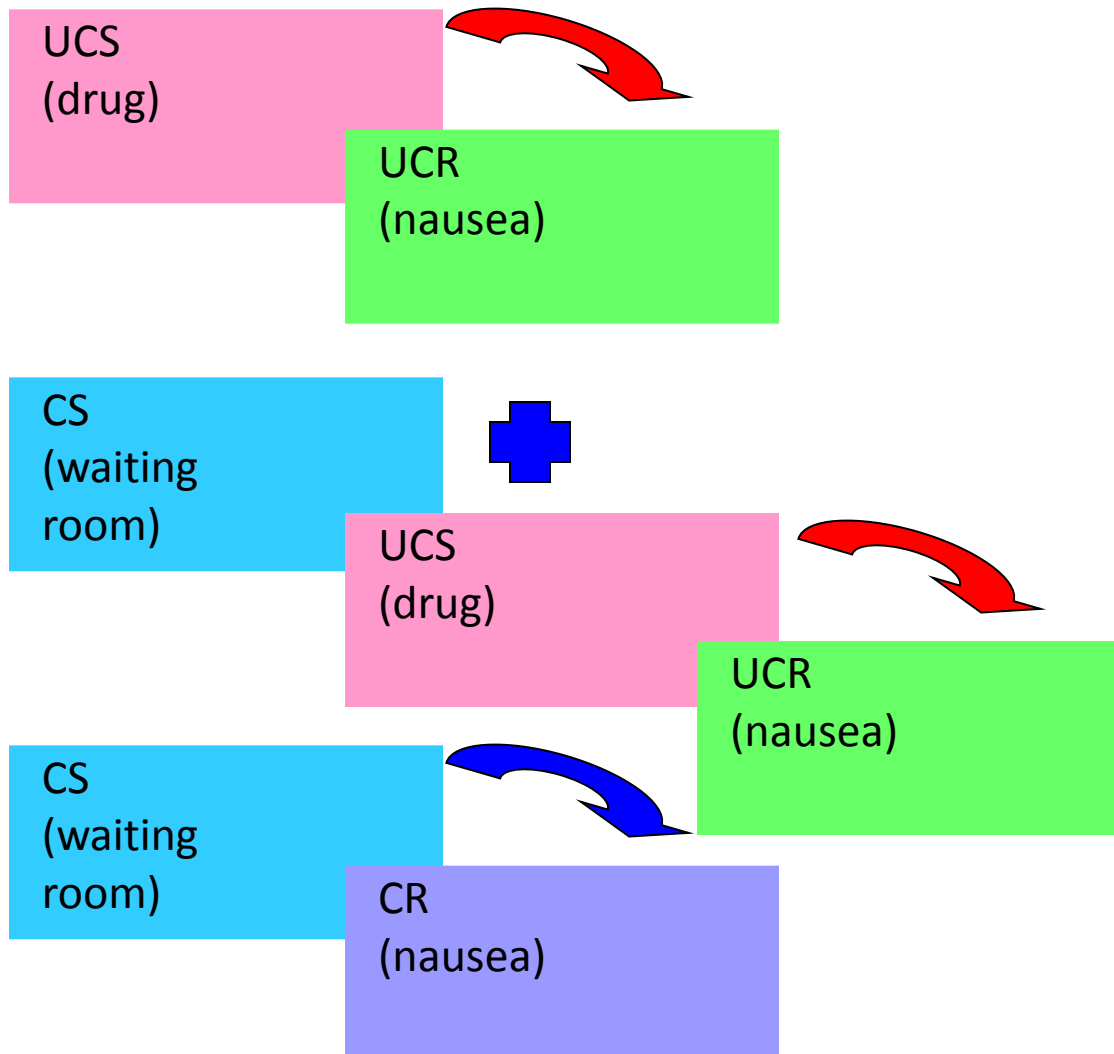 UCS
(drug)
UCR
(nausea)
CS
(waiting
room)
UCS
(drug)
UCR
(nausea)
CS
(waiting
room)
CR
(nausea)